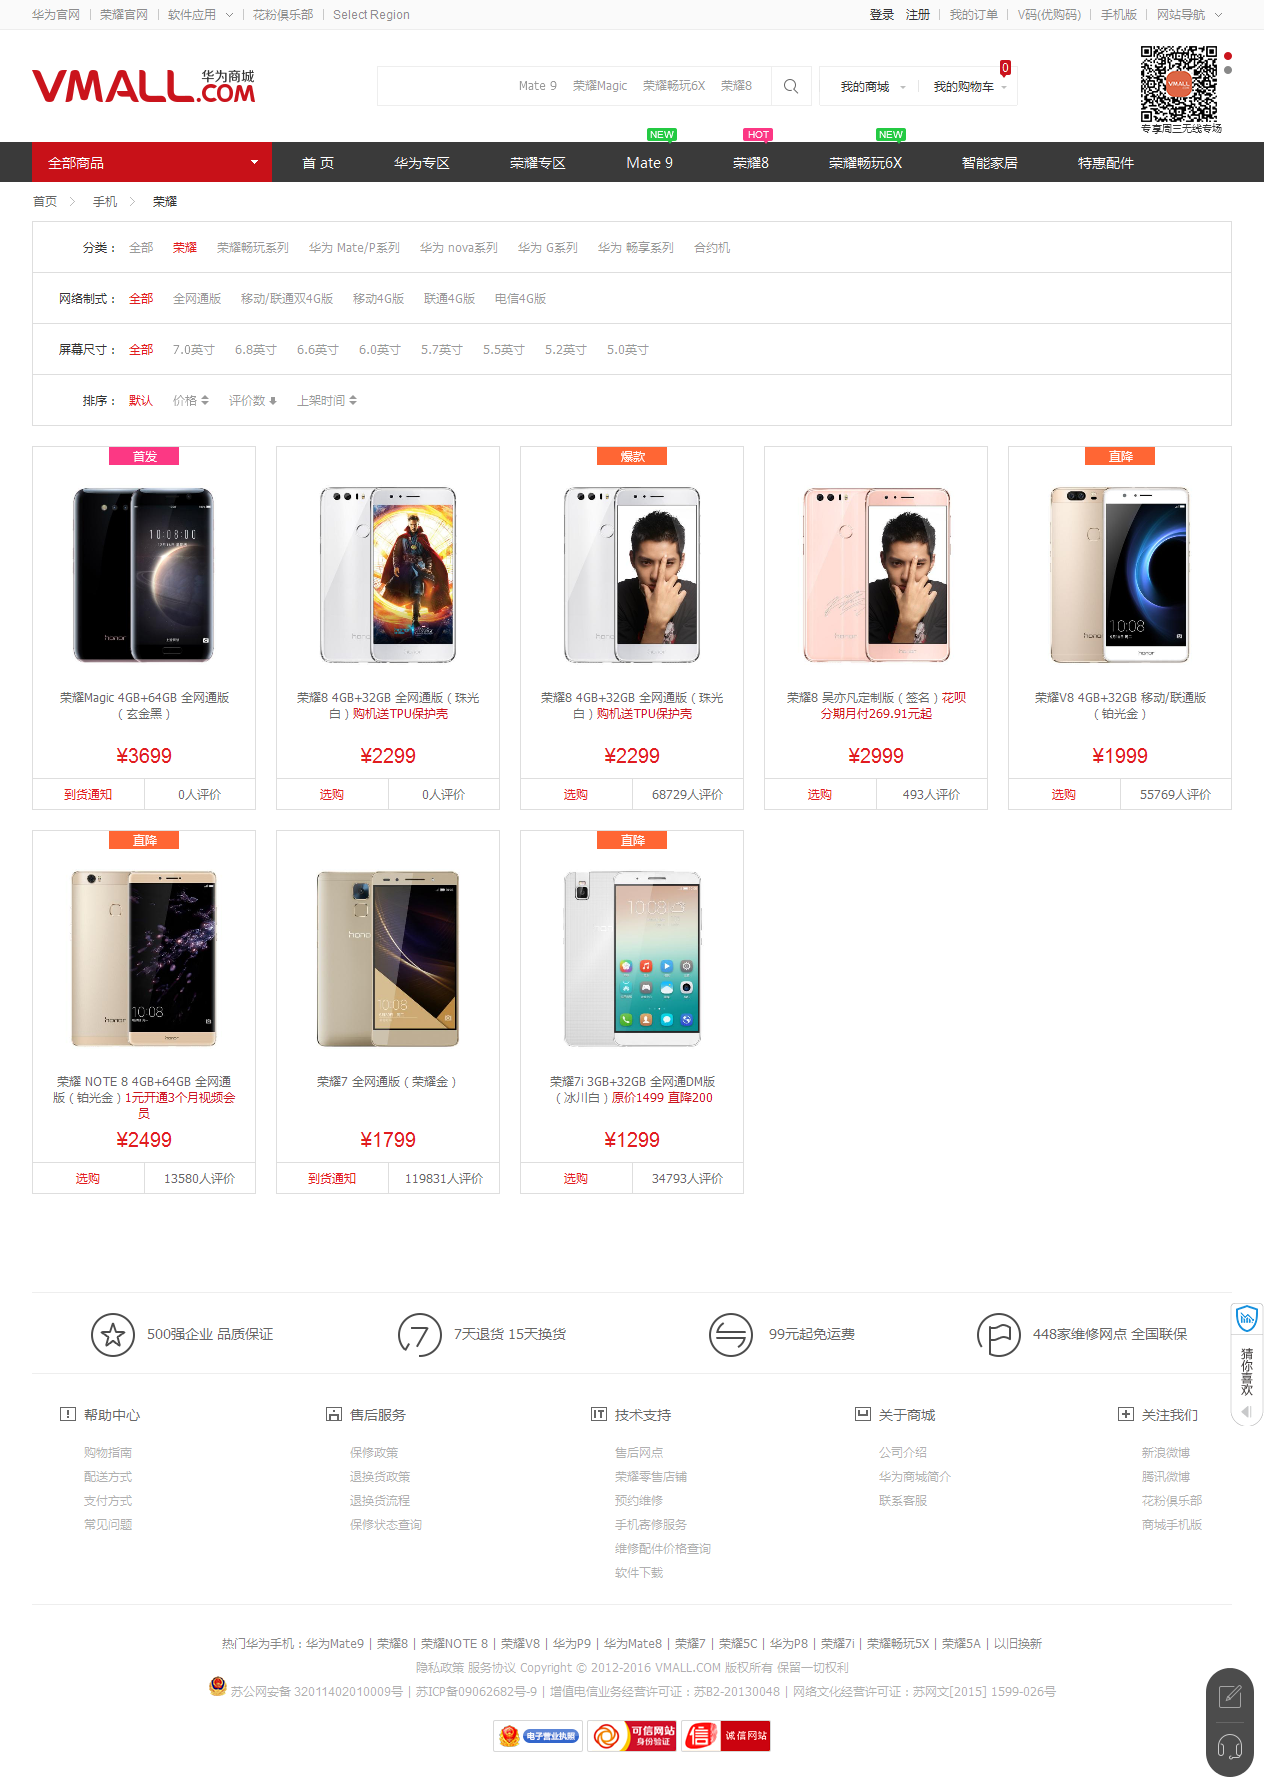 华为官网 荣耀官网 软件应用 花粉俱乐部 Select Region 登录 注册 我的订单 V码(优购码) 手机版 网站导航
VMALL.COM 华为商城 Mate 9 荣耀Magic 荣耀畅玩6X 荣耀8 我的商城 我的购物车 0
VMALL
专享周三无线专场
NEW HOT NEW
全部商品 首 页 华为专区 荣耀专区 Mate 9 荣耀8 荣耀畅玩6X 智能家居 特惠配件
首页 手机 荣耀
分类： 全部 荣耀 荣耀畅玩系列 华为 Mate/P系列 华为 nova系列 华为 G系列 华为 畅享系列 合约机
网络制式： 全部 全网通版 移动/联通双4G版 移动4G版 联通4G版 电信4G版
屏幕尺寸： 全部 7.0英寸 6.8英寸 6.6英寸 6.0英寸 5.7英寸 5.5英寸 5.2英寸 5.0英寸
排序： 默认 价格 评价数 上架时间
首发 爆款 直降
10:08:00
honor honor honor honor honor 10:08
荣耀Magic 4GB+64GB 全网通版 荣耀8 4GB+32GB 全网通版（珠光 荣耀8 4GB+32GB 全网通版（珠光 荣耀8 吴亦凡定制版（签名）花呗 荣耀V8 4GB+32GB 移动/联通版
（玄金黑） 白）购机送TPU保护壳 白）购机送TPU保护壳 分期月付269.91元起 （铂光金）
¥3699 ¥2299 ¥2299 ¥2999 ¥1999
到货通知 0人评价 选购 0人评价 选购 68729人评价 选购 493人评价 选购 55769人评价
直降 直降
honor 10:08 honor 10:08 10:08
荣耀 NOTE 8 4GB+64GB 全网通 荣耀7 全网通版（荣耀金） 荣耀7i 3GB+32GB 全网通DM版
版（铂光金）1元开通3个月视频会 （冰川白）原价1499 直降200
员
¥2499 ¥1799 ¥1299
选购 13580人评价 到货通知 119831人评价 选购 34793人评价
500强企业 品质保证 7 7天退货 15天换货 99元起免运费 448家维修网点 全国联保
猜你喜欢
帮助中心 售后服务 技术支持 关于商城 关注我们
购物指南 保修政策 售后网点 公司介绍 新浪微博
配送方式 退换货政策 荣耀零售店铺 华为商城简介 腾讯微博
支付方式 退换货流程 预约维修 联系客服 花粉俱乐部
常见问题 保修状态查询 手机寄修服务 商城手机版
维修配件价格查询
软件下载
热门华为手机：华为Mate9 | 荣耀8 | 荣耀NOTE 8 | 荣耀V8 | 华为P9 | 华为Mate8 | 荣耀7 | 荣耀5C | 华为P8 | 荣耀7i | 荣耀畅玩5X | 荣耀5A | 以旧换新
隐私政策 服务协议 Copyright © 2012-2016 VMALL.COM 版权所有 保留一切权利
苏公网安备 32011402010009号 | 苏ICP备09062682号-9 | 增值电信业务经营许可证：苏B2-20130048 | 网络文化经营许可证：苏网文[2015] 1599-026号
电子营业执照 可信网站 身份验证 信 诚信网站